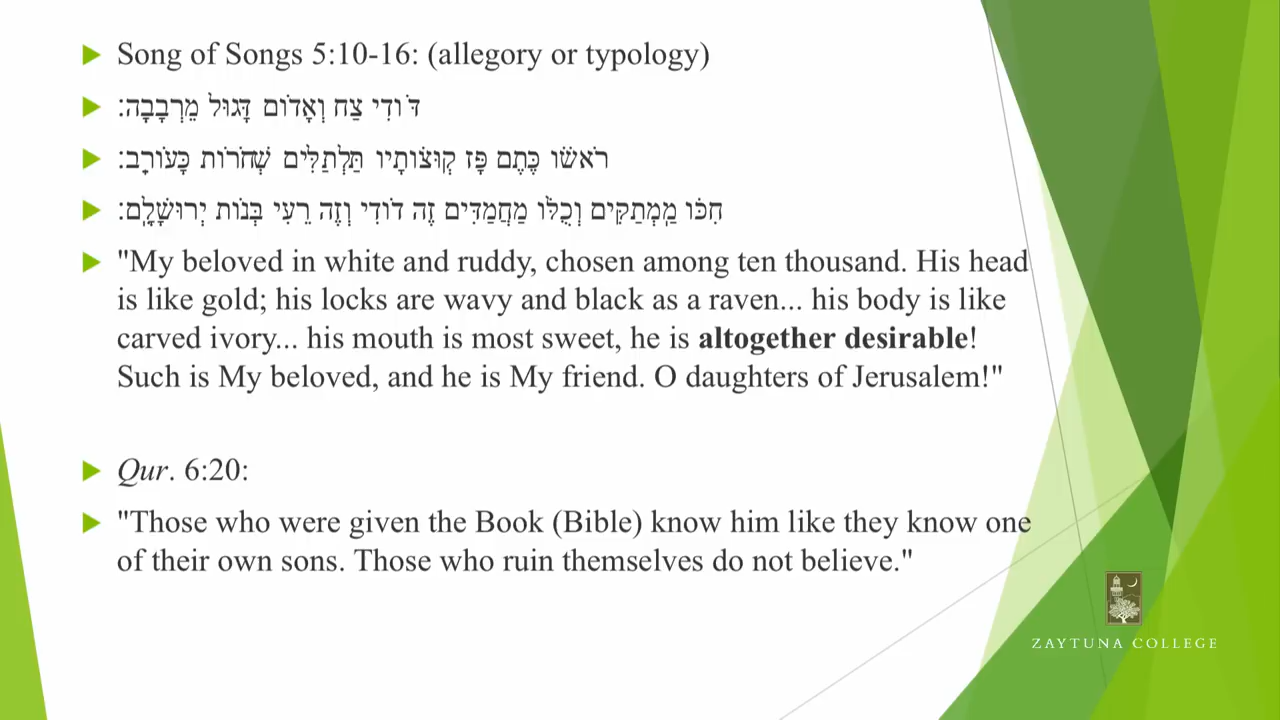 Song of Songs 5:10-16: (allegory or typology)
דּוֹדִי צַח וְאָדוֹם דָּגוּל מֵרְבָבָה׃
רֹאשׁוֹ כֶּתֶם פָּז קְוּצּוֹתָיו תַּלְתַּלִּים שְׁחֹרוֹת כָּעוֹרֵב׃
חִכּוֹ מַמְתַקִּים וְכֻלּוֹ מַחֲמַדִּים זֶה דוֹדִי וְזֶה רֵעִי בְּנוֹת יְרוּשָׁלִָם׃
"My beloved in white and ruddy, chosen among ten thousand. His head
is like gold; his locks are wavy and black as a raven... his body is like
carved ivory... his mouth is most sweet, he is altogether desirable!
Such is My beloved, and he is My friend. O daughters of Jerusalem!"
Qur. 6:20:
"Those who were given the Book (Bible) know him like they know one
of their own sons. Those who ruin themselves do not believe."
ZAYTUNA COLLEGE